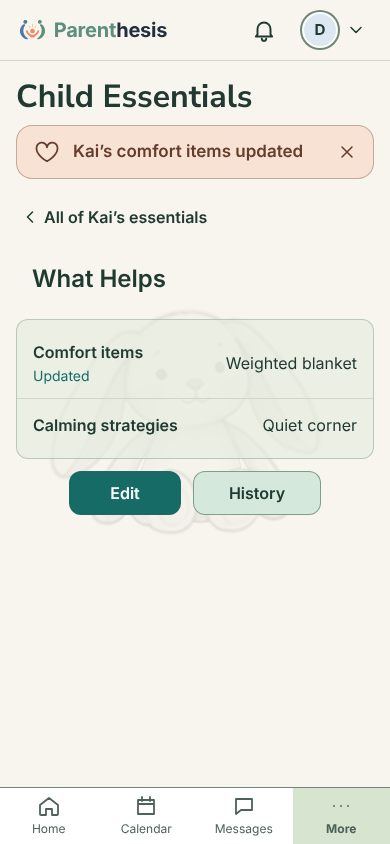 Parenthesis
D
Child Essentials
Kai's comfort items updated
All of Kai's essentials
What Helps
Comfort items
Updated
Weighted blanket
Calming strategies
Quiet corner
Edit
History
Home
Calendar
Messages
More